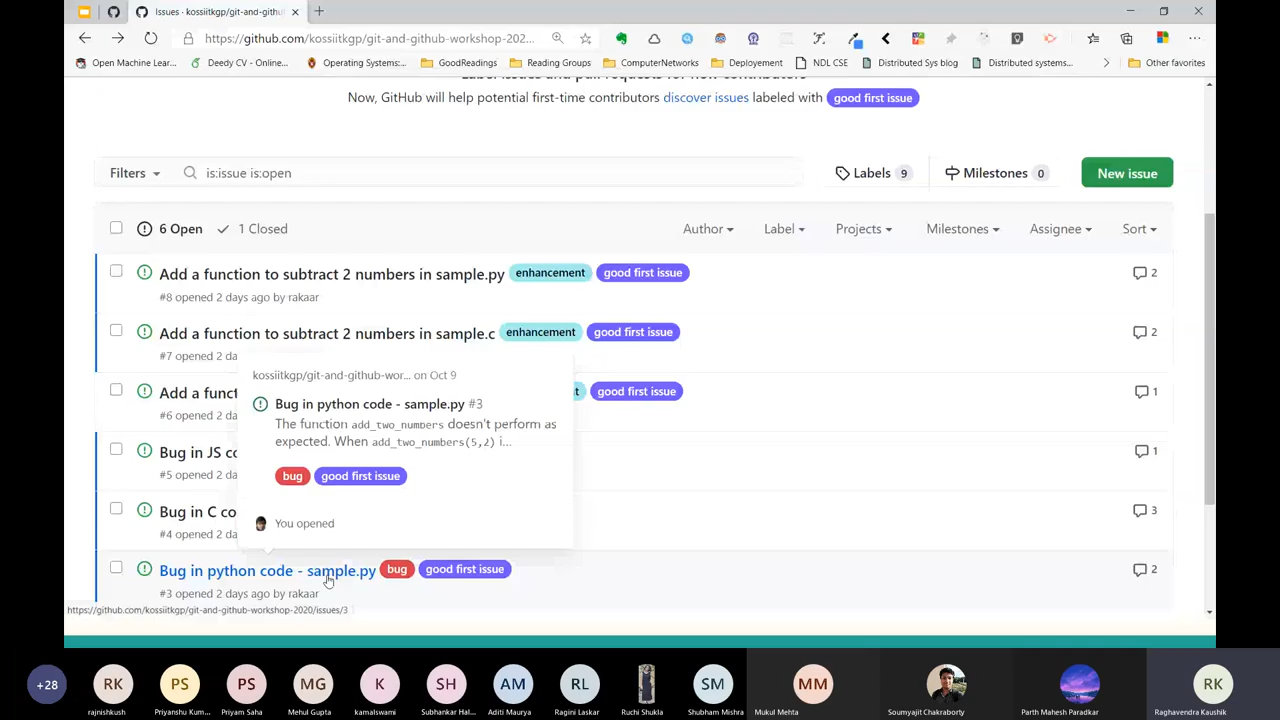 Issues · kossiitkgp/git-and-githu
https://github.com/kossiitkgp/git-and-github-workshop-202...
Open Machine Lear...
Deedy CV - Online...
Operating Systems:...
GoodReadings
Reading Groups
ComputerNetworks
Deployement
NDL CSE
Distributed Sys blog
Distributed systems...
Other favorites
Label issues and pull requests for new contributors
Now, GitHub will help potential first-time contributors discover issues labeled with good first issue
Filters
is:issue is:open
Labels 9
Milestones 0
New issue
6 Open
1 Closed
Author
Label
Projects
Milestones
Assignee
Sort
Add a function to subtract 2 numbers in sample.py enhancement good first issue 2
#8 opened 2 days ago by rakaar
Add a function to subtract 2 numbers in sample.c enhancement good first issue 2
#7 opened 2 da
Add a funct
good first issue 1
#6 opened 2 da
Bug in JS co
1
#5 opened 2 da
Bug in C co
3
#4 opened 2 da
kossiitkgp/git-and-github-wor... on Oct 9
Bug in python code - sample.py #3
The function add_two_numbers doesn't perform as
expected. When add_two_numbers(5,2) i...
bug good first issue
You opened
Bug in python code - sample.py bug good first issue 2
#3 opened 2 days ago by rakaar
https://github.com/kossiitkgp/git-and-github-workshop-2020/issues/3
+28
RK
PS
PS
MG
K
SH
AM
RL
SM
MM
RK
rajnishkush
Priyanshu Kum...
Priyam Saha
Mehul Gupta
kamalswami
Subhankar Hal...
Aditi Maurya
Ragini Laskar
Ruchi Shukla
Shubham Mishra
Mukul Mehta
Soumyajit Chakraborty
Parth Mahesh Paradkar
Raghavendra Kaushik